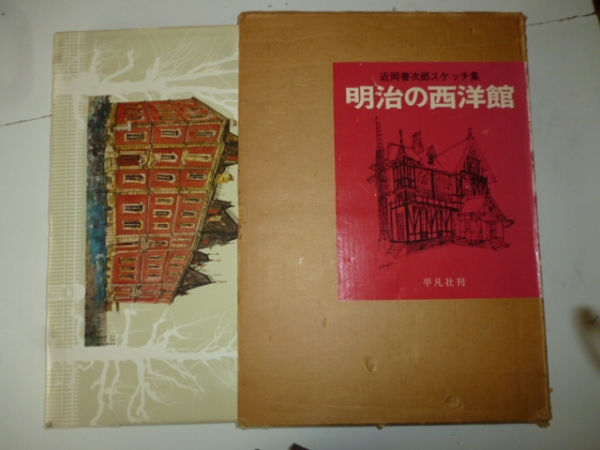 近岡善次郎スケッチ集
明治の西洋館
平凡社刊